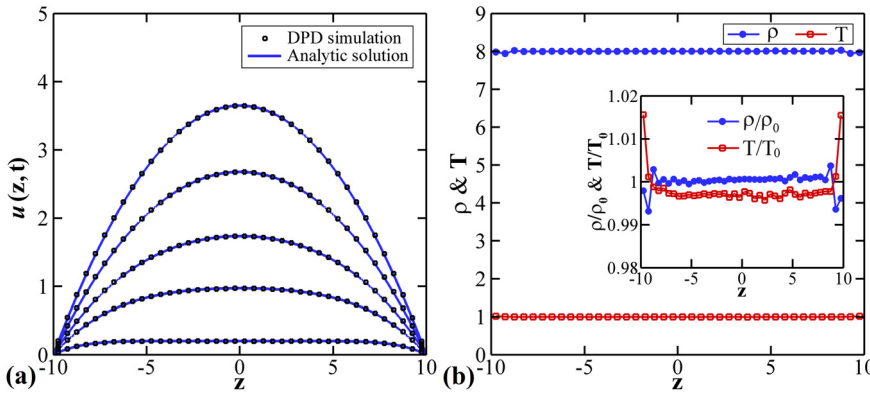 DPD simulation
Analytic solution
5
4
3
2
1
0
u (z,t)
-10
-5
0
5
10
z
(a)
ρ
T
9
8
7
6
5
4
3
2
1
0
ρ & T
-10
-5
0
5
10
z
(b)
ρ/ρ0
T/T0
1.02
1.01
1
0.99
0.98
ρ/ρ0 & T/T0
-10
-5
0
5
10
z